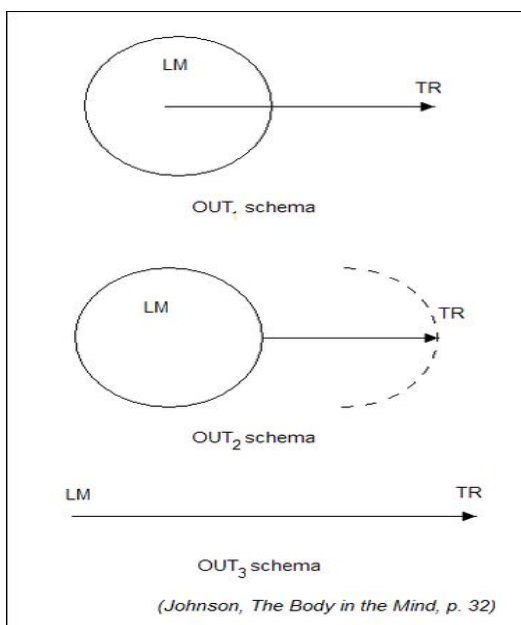 LM
TR
OUT₁ schema
LM
TR
OUT₂ schema
LM TR
OUT₃ schema
(Johnson, The Body in the Mind, p. 32)